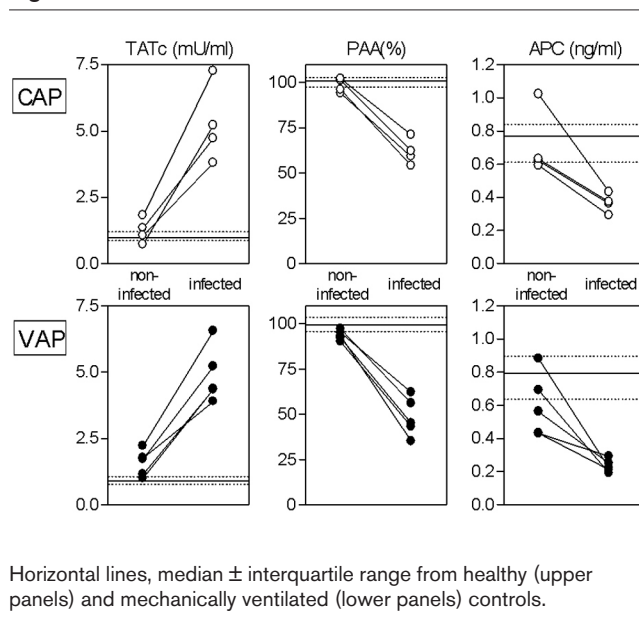 TATc (mU/ml) PAA(%) APC (ng/ml)
CAP
7.5
5.0
2.5
0.0
100
75
50
25
0
1.2
1.0
0.8
0.6
0.4
0.2
0.0
non-
infected infected
non-
infected infected
non-
infected infected
VAP
7.5
5.0
2.5
0.0
100
75
50
25
0
1.2
1.0
0.8
0.6
0.4
0.2
0.0
Horizontal lines, median ± interquartile range from healthy (upper
panels) and mechanically ventilated (lower panels) controls.